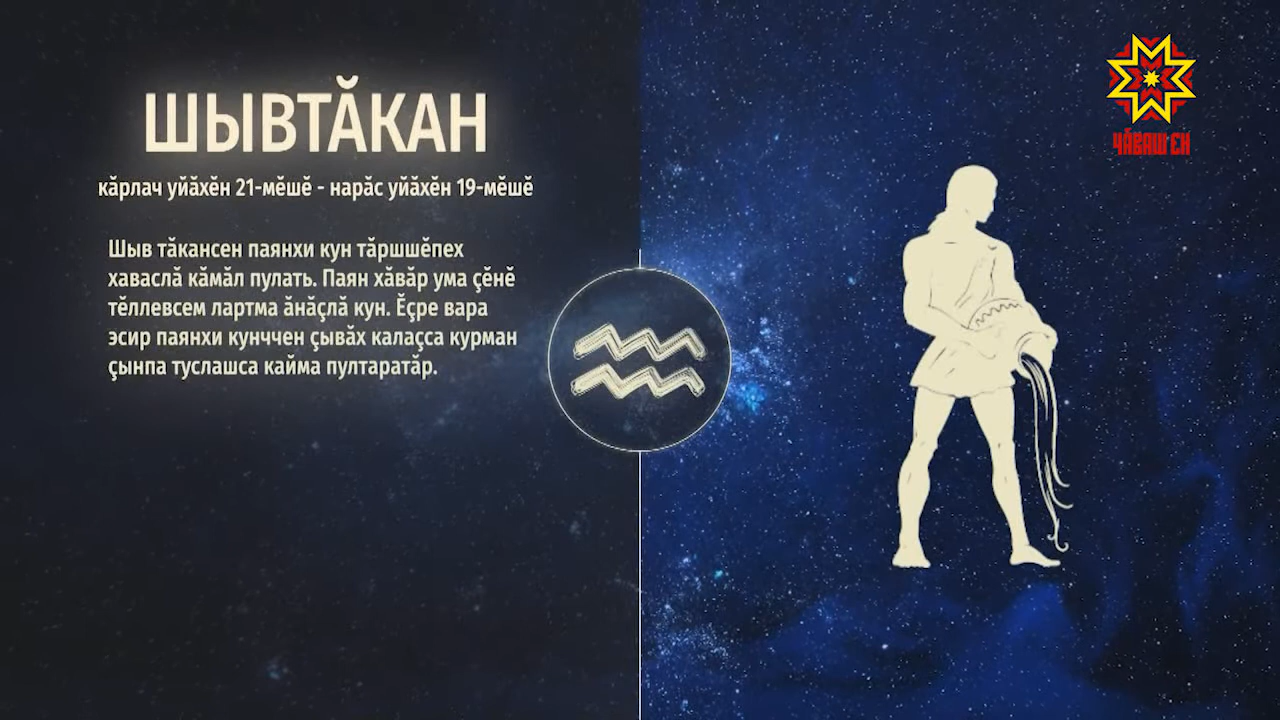 ШЫВТӐКАН
кӑрлач уйӑхӗн 21-мӗшӗ - нарӑс уйӑхӗн 19-мӗшӗ
Шыв тӑкансен паянхи кун тӑршшӗпех
хаваслӑ кӑмӑл пулать. Паян хӑвӑр ума ҫӗнӗ
тӗллевсем лартма ӑнӑҫлӑ кун. Ӗҫре вара
эсир паянхи кунччен ҫывӑх калаҫса курман
ҫынпа туслашса кайма пултаратӑр.
ЧӐВАШ ЕН